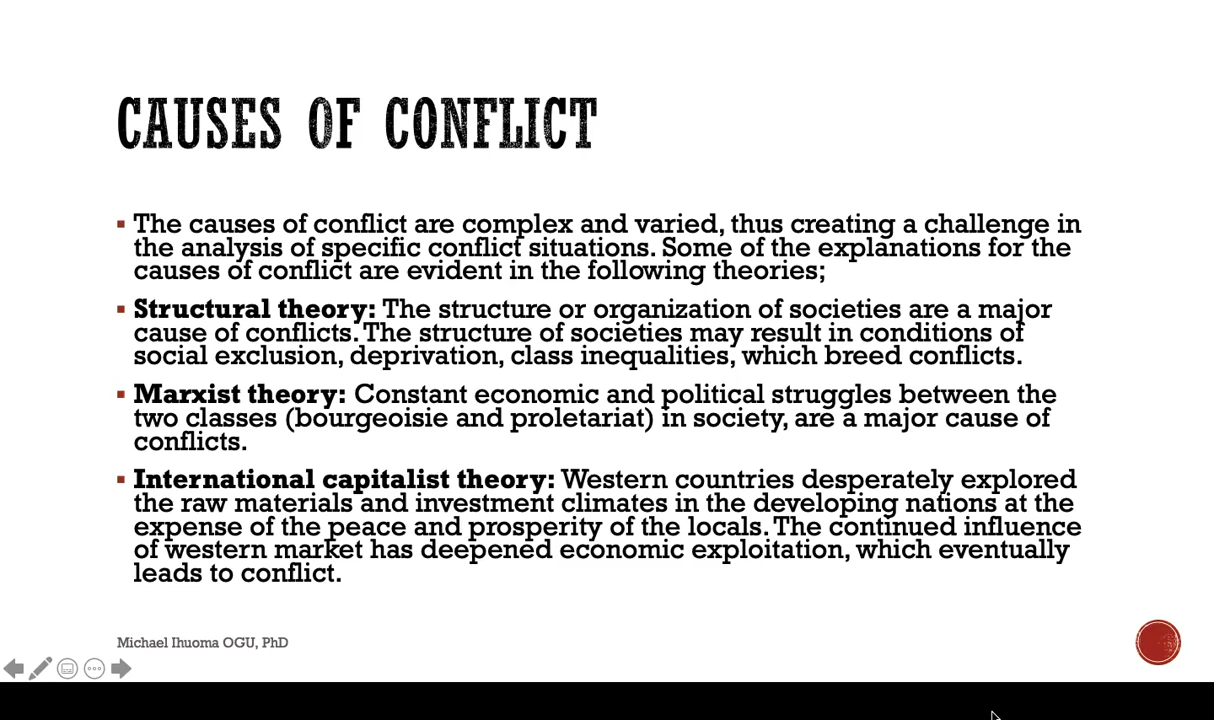 CAUSES OF CONFLICT
▪ The causes of conflict are complex and varied, thus creating a challenge in
the analysis of specific conflict situations. Some of the explanations for the
causes of conflict are evident in the following theories;
▪ Structural theory: The structure or organization of societies are a major
cause of conflicts. The structure of societies may result in conditions of
social exclusion, deprivation, class inequalities, which breed conflicts.
▪ Marxist theory: Constant economic and political struggles between the
two classes (bourgeoisie and proletariat) in society, are a major cause of
conflicts.
▪ International capitalist theory: Western countries desperately explored
the raw materials and investment climates in the developing nations at the
expense of the peace and prosperity of the locals. The continued influence
of western market has deepened economic exploitation, which eventually
leads to conflict.
Michael Ihuoma OGU, PhD